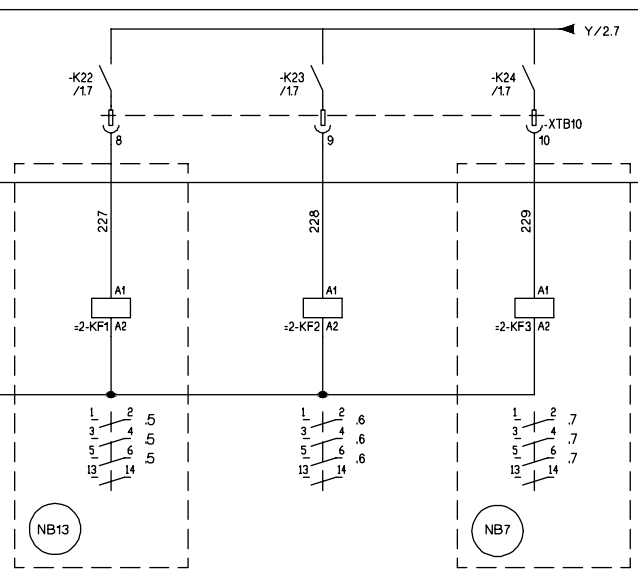 Y/2.7
-K22
/1.7
-K23
/1.7
-K24
/1.7
-XTB10
8
9
10
227
228
229
A1
A1
A1
=2-KF1 A2
=2-KF2 A2
=2-KF3 A2
1 2 .5
3 4 .5
5 6 .5
13 14
1 2 .6
3 4 .6
5 6 .6
13 14
1 2 .7
3 4 .7
5 6 .7
13 14
NB13
NB7